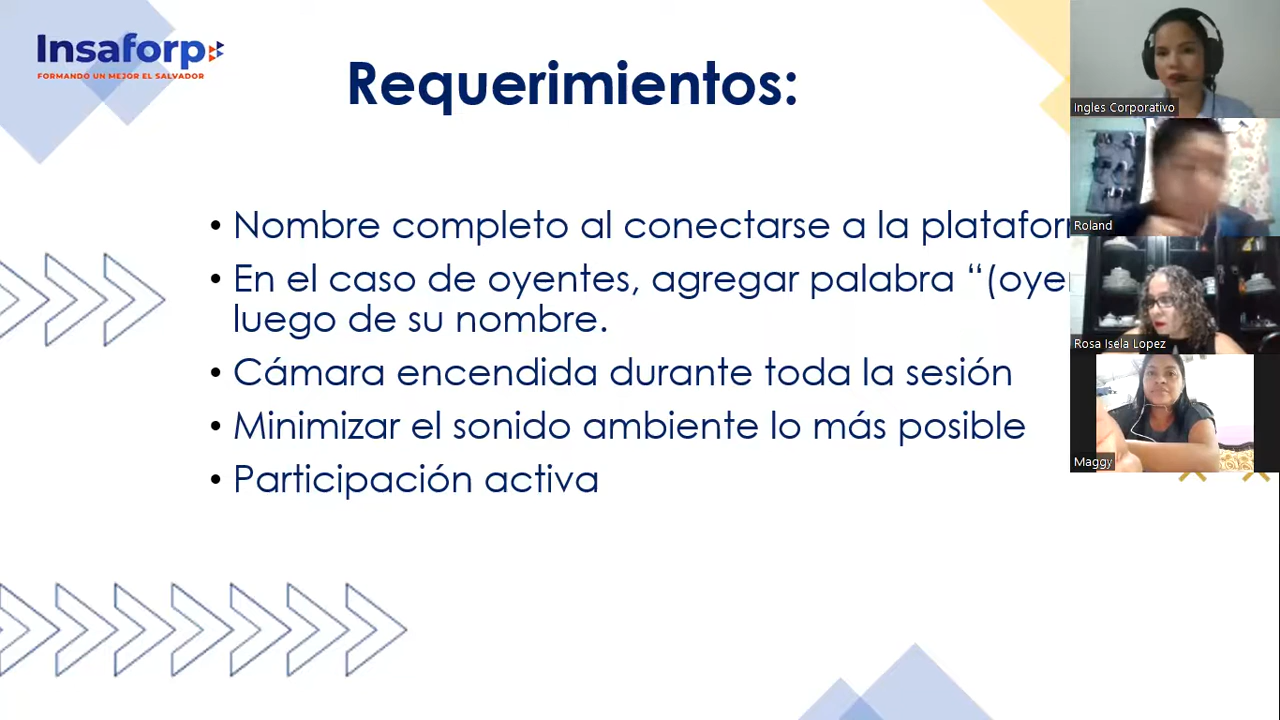 Insaforp
FORMANDO UN MEJOR EL SALVADOR
Requerimientos:
• Nombre completo al conectarse a la platafor
• En el caso de oyentes, agregar palabra “(oye
luego de su nombre.
• Cámara encendida durante toda la sesión
• Minimizar el sonido ambiente lo más posible
• Participación activa
Ingles Corporativo
Roland
Rosa Isela Lopez
Maggy